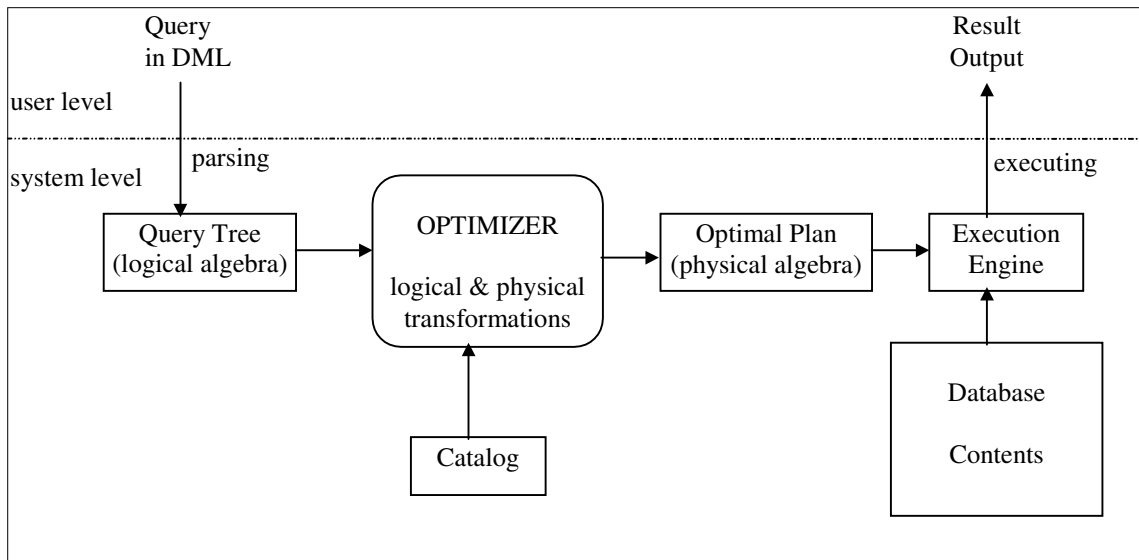 Query
in DML
Result
Output
user level
parsing
executing
system level
Query Tree
(logical algebra)
OPTIMIZER
logical & physical
transformations
Optimal Plan
(physical algebra)
Execution
Engine
Catalog
Database
Contents